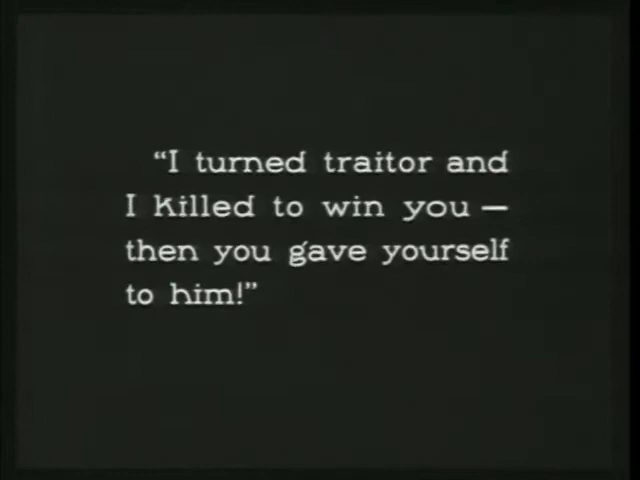 “I turned traitor and
I killed to win you —
then you gave yourself
to him!”